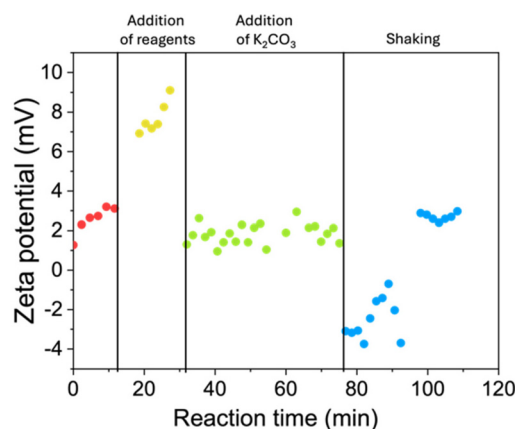 Addition
of reagents
Addition
of K₂CO₃
Shaking
Zeta potential (mV)
10
8
6
4
2
0
-2
-4
0
20
40
60
80
100
120
Reaction time (min)